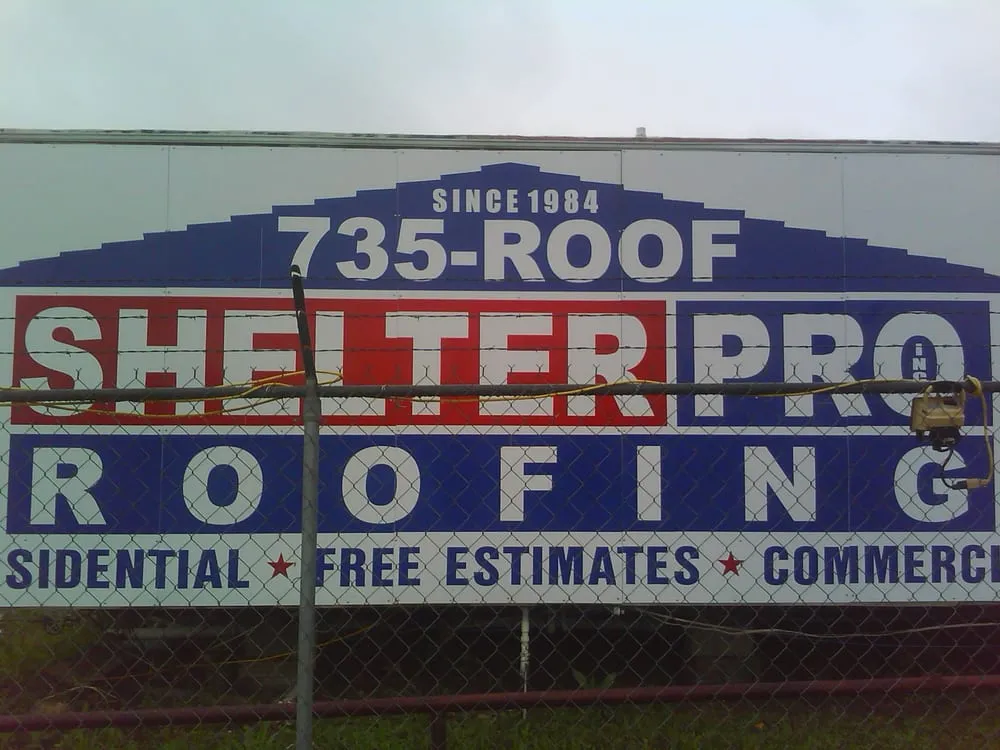 SINCE 1984
735-ROOF
SHELTER PRO INC
ROOFING
SIDENTIAL ★ FREE ESTIMATES ★ COMMERCI